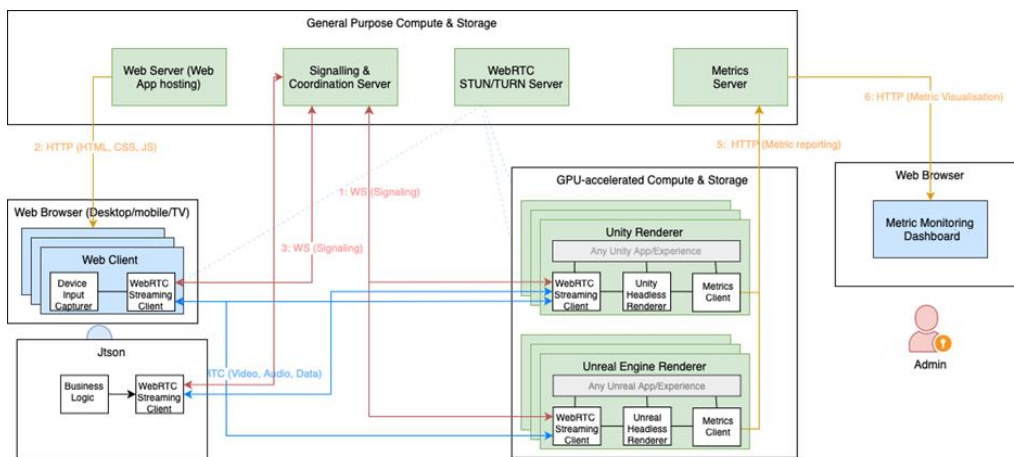 General Purpose Compute & Storage
Web Server (Web
App hosting)
Signalling &
Coordination Server
WebRTC
STUN/TURN Server
Metrics
Server
6: HTTP (Metric Visualisation)
2: HTTP (HTML, CSS, JS)
5: HTTP (Metric reporting)
1: WS (Signaling)
3: WS (Signaling)
GPU-accelerated Compute & Storage
Web Browser
Metric Monitoring
Dashboard
Admin
Web Browser (Desktop/mobile/TV)
Web Client
Device
Input
Capturer
WebRTC
Streaming
Client
Unity Renderer
Any Unity App/Experience
WebRTC
Streaming
Client
Unity
Headless
Renderer
Metrics
Client
Jtson
Business
Logic
WebRTC
Streaming
Client
RTC (Video, Audio, Data)
Unreal Engine Renderer
Any Unreal App/Experience
WebRTC
Streaming
Client
Unreal
Headless
Renderer
Metrics
Client